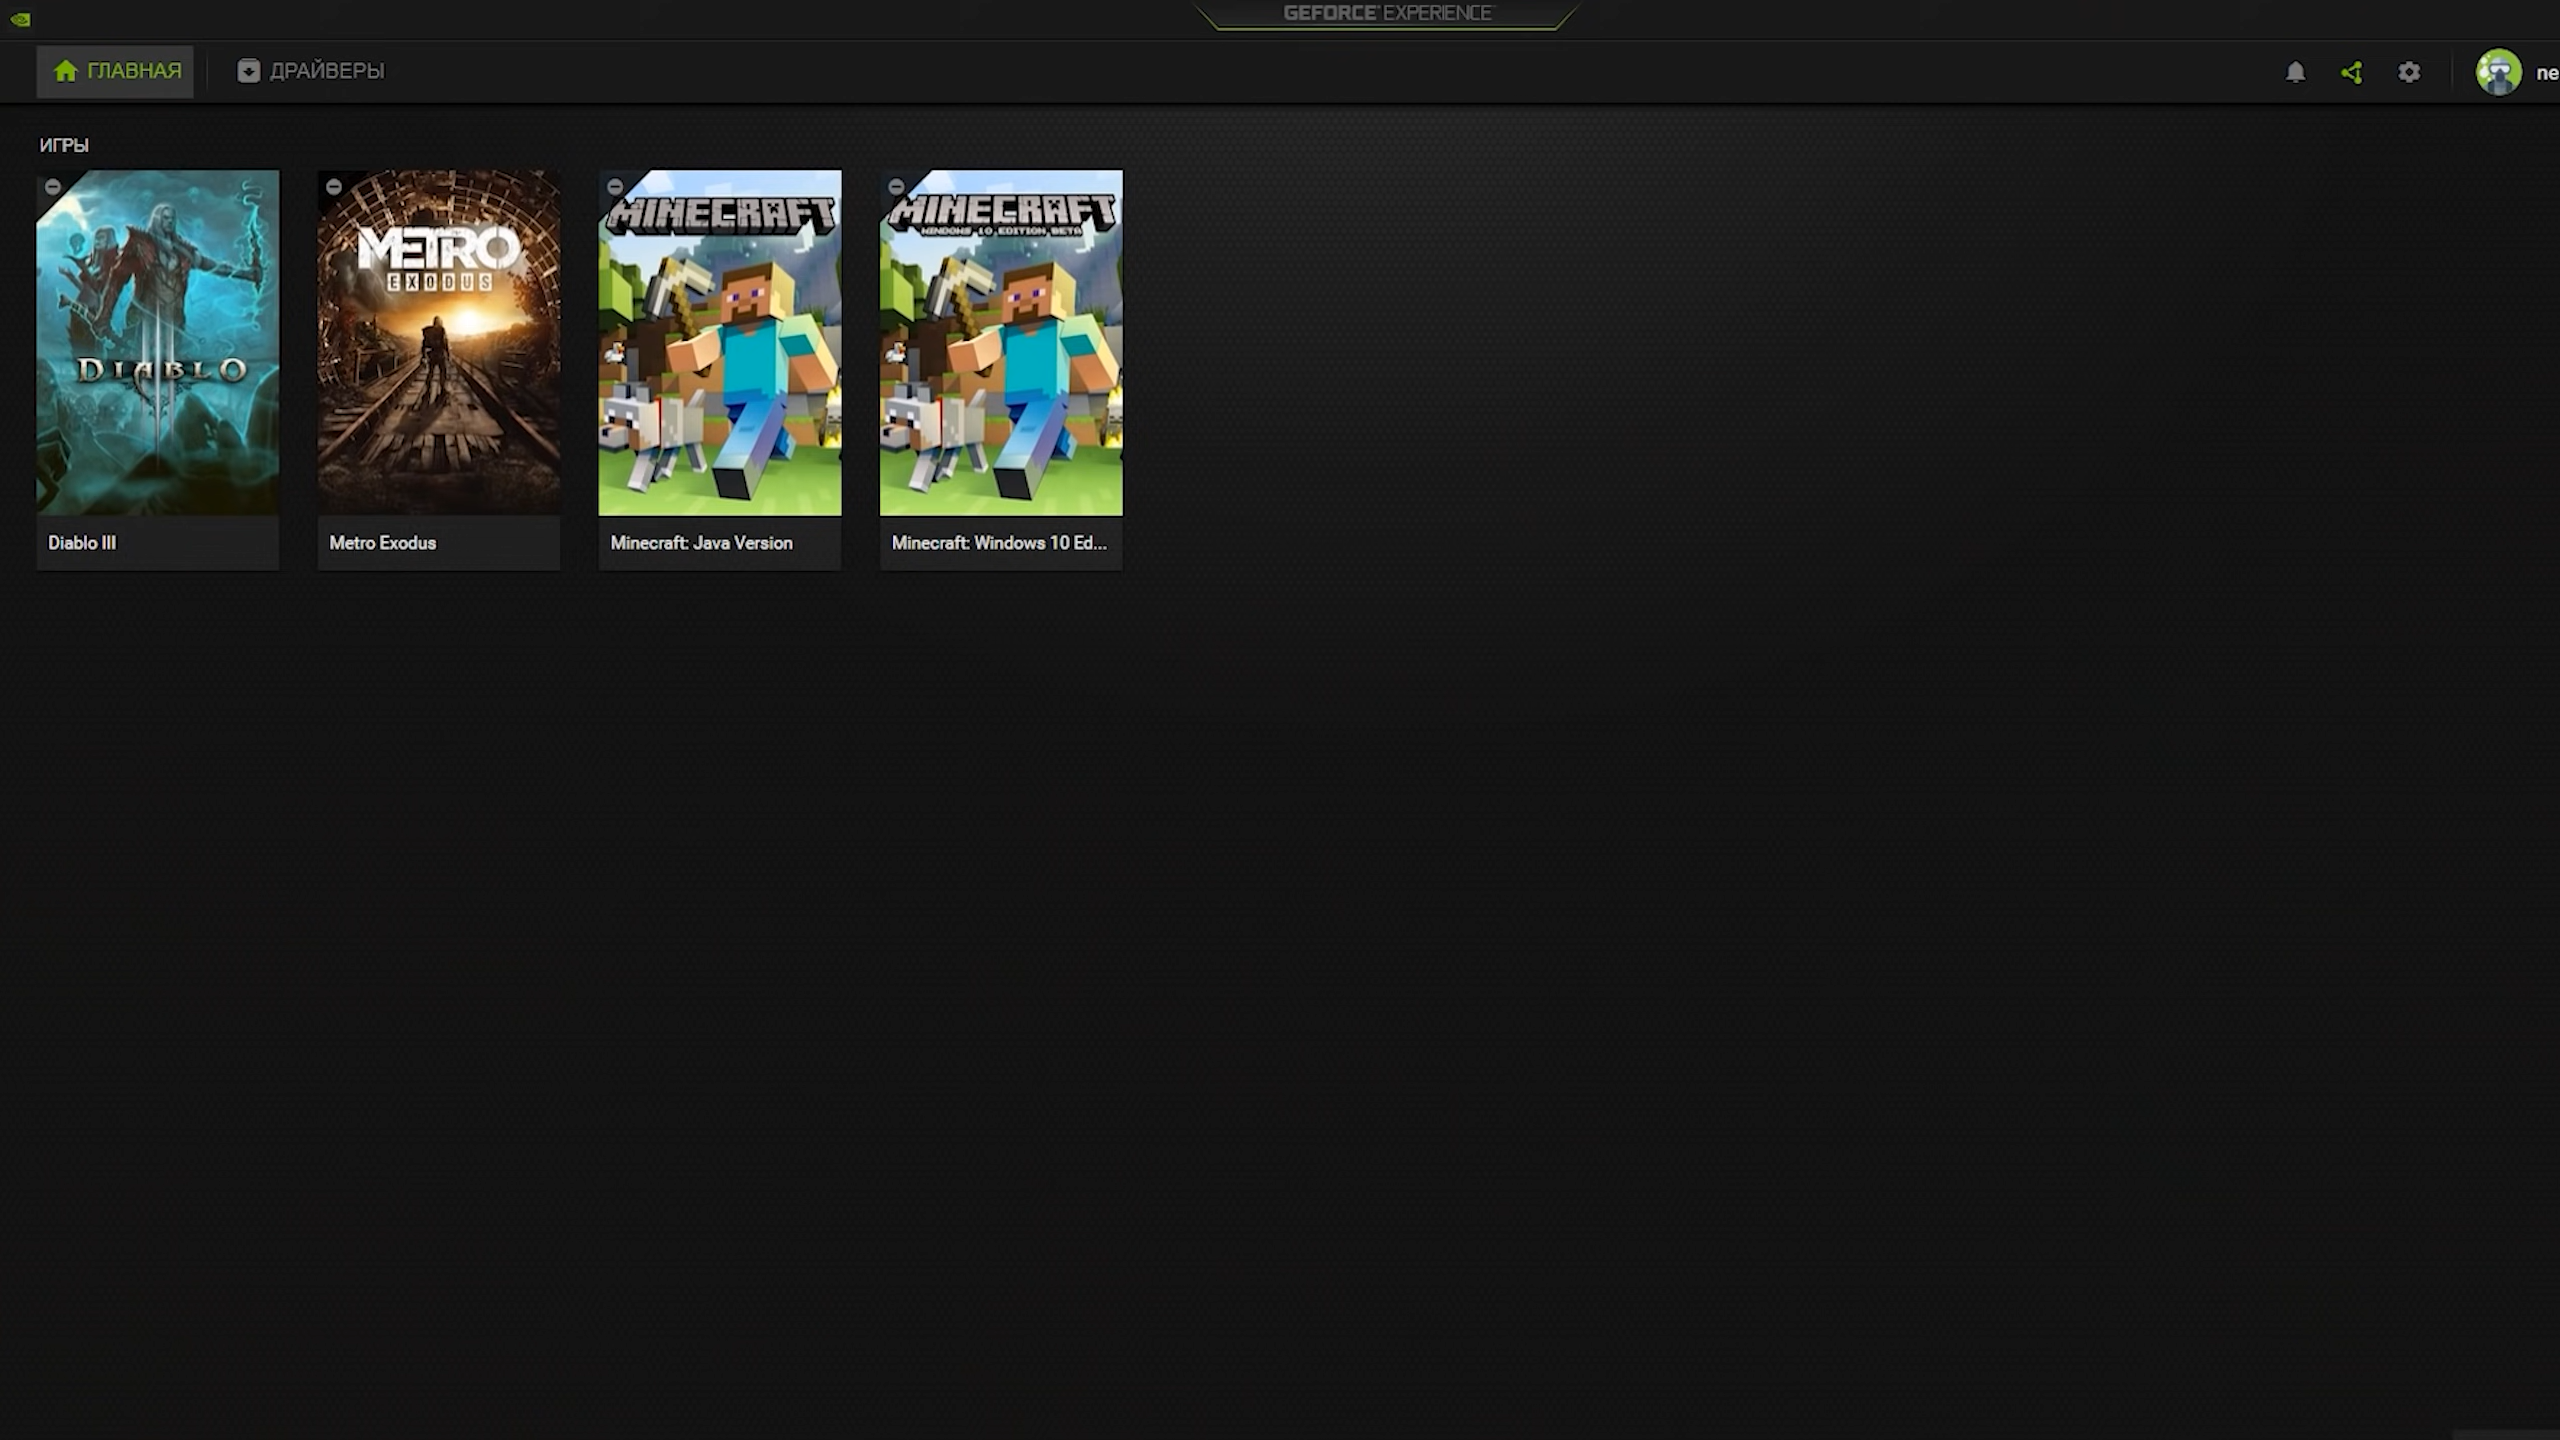 GEFORCE EXPERIENCE
ГЛАВНАЯ
ДРАЙВЕРЫ
ne
ИГРЫ
DIABLO
METRO
EXODUS
MINECRAFT
MINECRAFT
WINDOWS 10 EDITION BETA
Diablo III
Metro Exodus
Minecraft: Java Version
Minecraft: Windows 10 Ed...